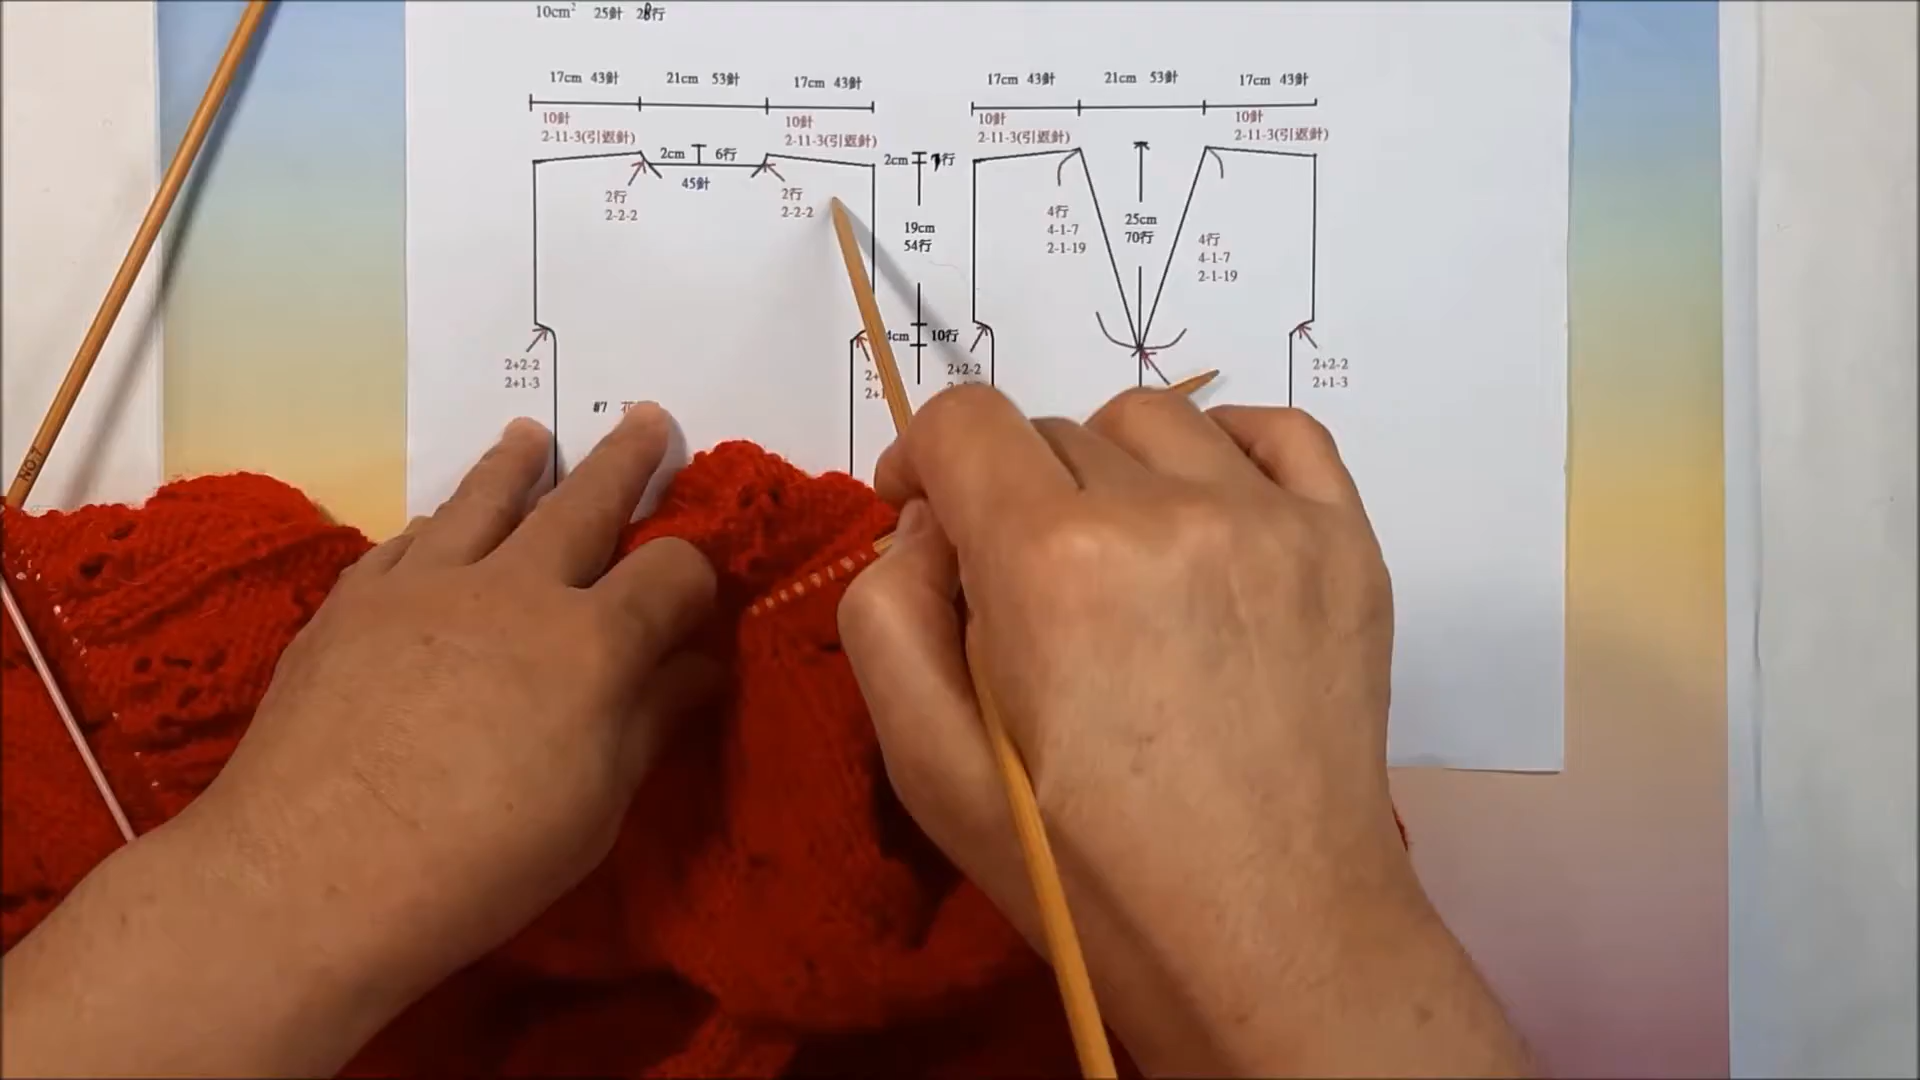 10cm² 25針 28行
17cm 43針
21cm 53針
17cm 43針
10針
2-11-3(引返針)
10針
2-11-3(引返針)
2cm
6行
45針
2行
2-2-2
2行
2-2-2
2cm
行
19cm
54行
4cm
10行
2+2-2
2+1-3
#7
17cm 43針
21cm 53針
17cm 43針
10針
2-11-3(引返針)
10針
2-11-3(引返針)
4行
4-1-7
2-1-19
25cm
70行
4行
4-1-7
2-1-19
2+2-2
2+2-2
2+1-3
NO.7